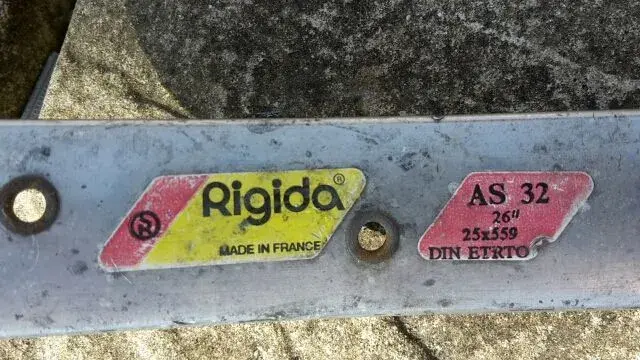 Rigida®
MADE IN FRANCE
AS 32
26"
25x559
DIN ETRTO